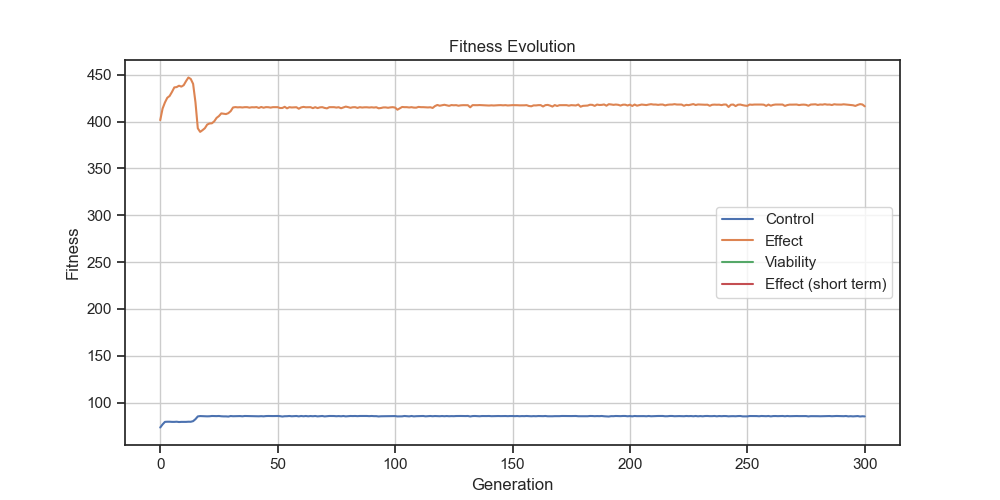 Fitness Evolution
Fitness
450
400
350
300
250
200
150
100
Control
Effect
Viability
Effect (short term)
0 50 100 150 200 250 300
Generation